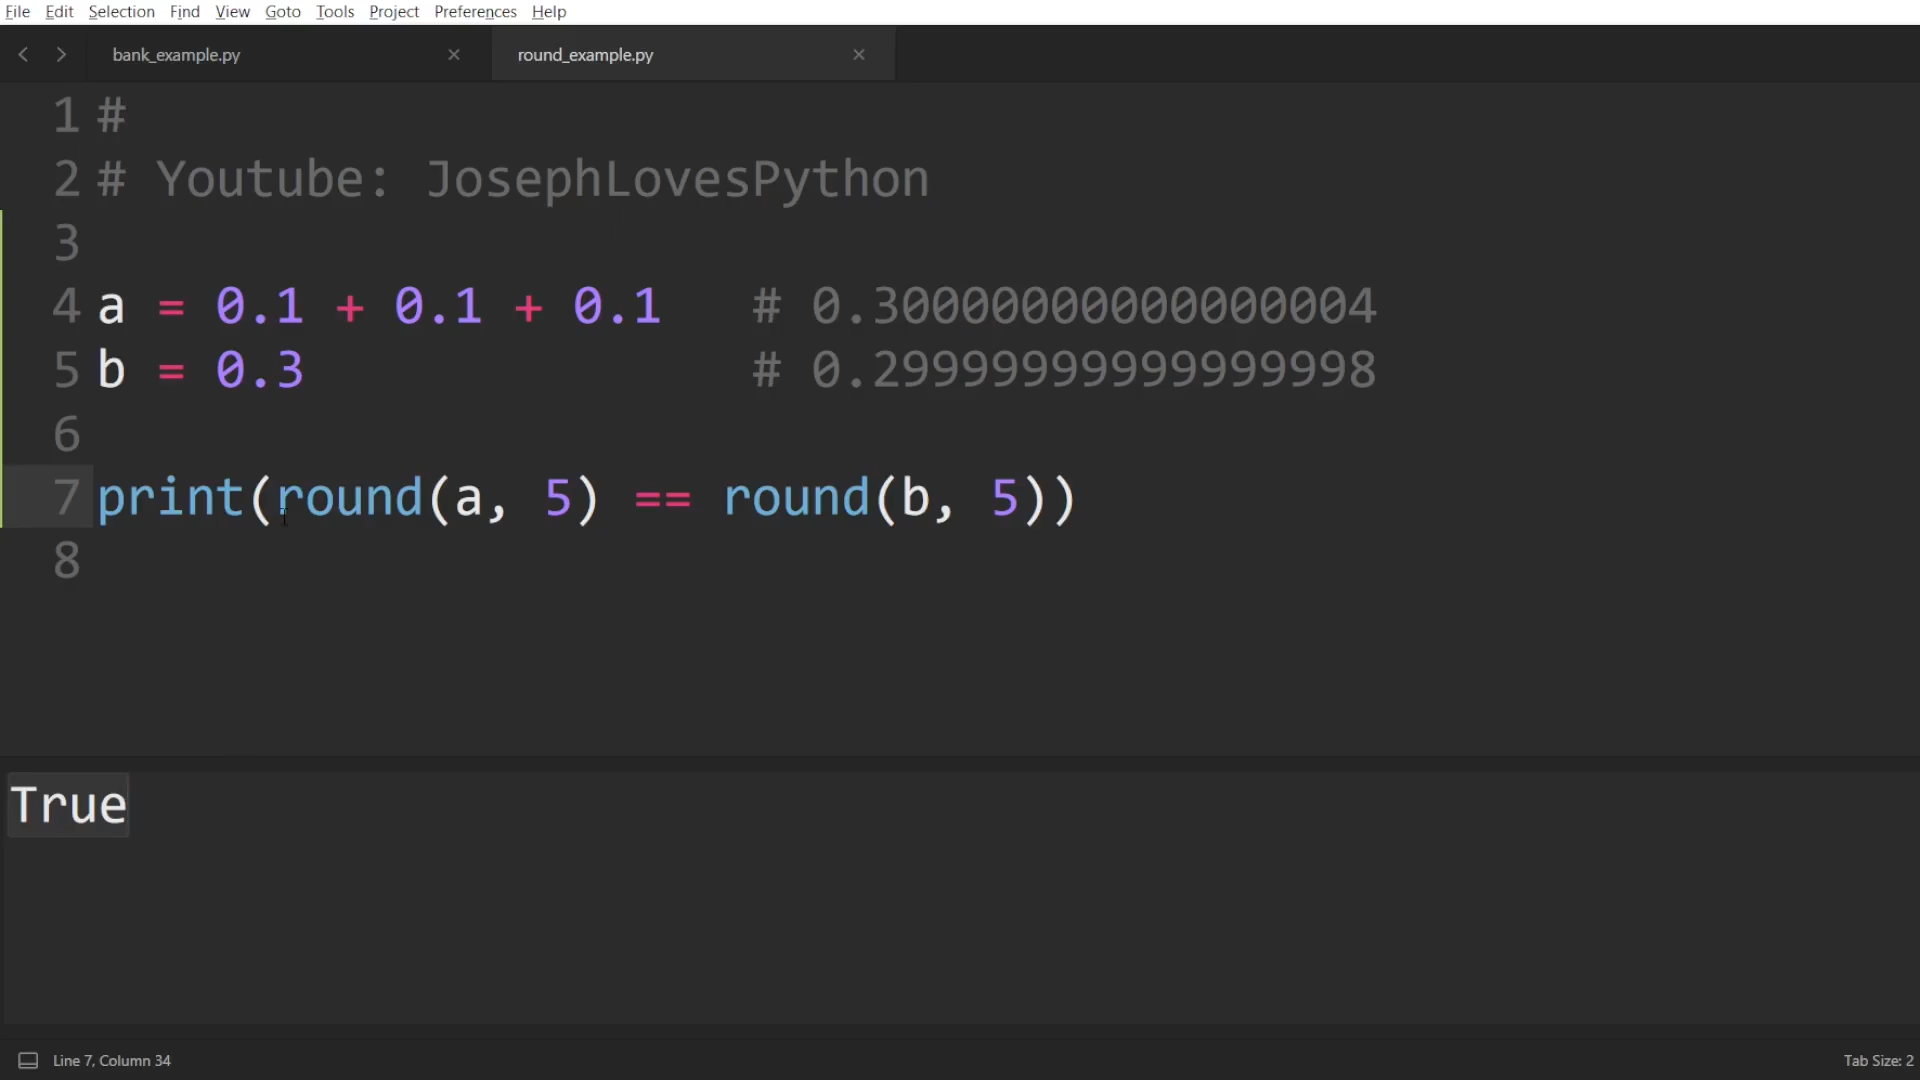 File Edit Selection Find View Goto Tools Project Preferences Help
bank_example.py round_example.py
1 #
2 # Youtube: JosephLovesPython
3
4 a = 0.1 + 0.1 + 0.1   # 0.30000000000000004
5 b = 0.3               # 0.29999999999999998
6
7 print(round(a, 5) == round(b, 5))
8
True
Line 7, Column 34 Tab Size: 2